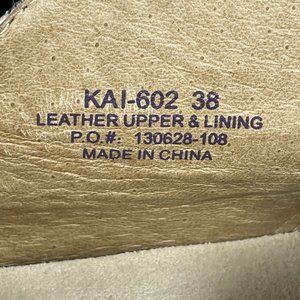 KAI-602 38
LEATHER UPPER & LINING
P.O.#: 130628-108
MADE IN CHINA